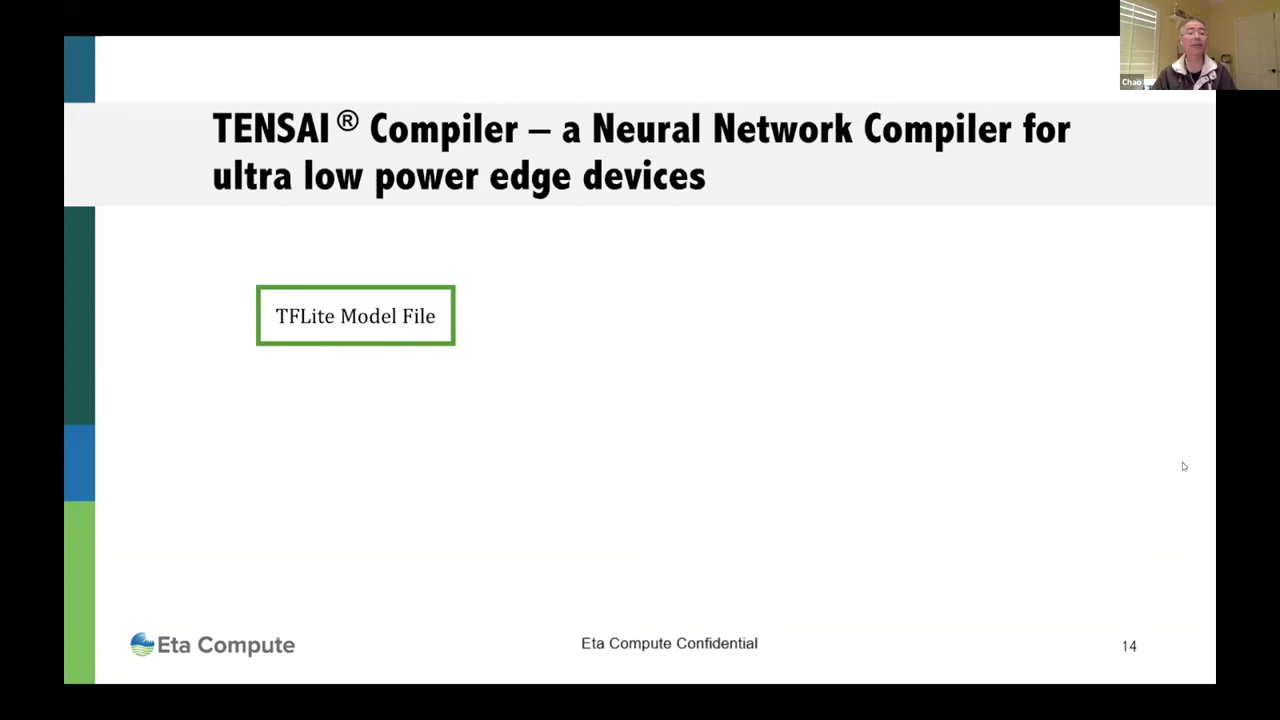 Chao
TENSAI® Compiler – a Neural Network Compiler for
ultra low power edge devices
TFLite Model File
Eta Compute
Eta Compute Confidential
14